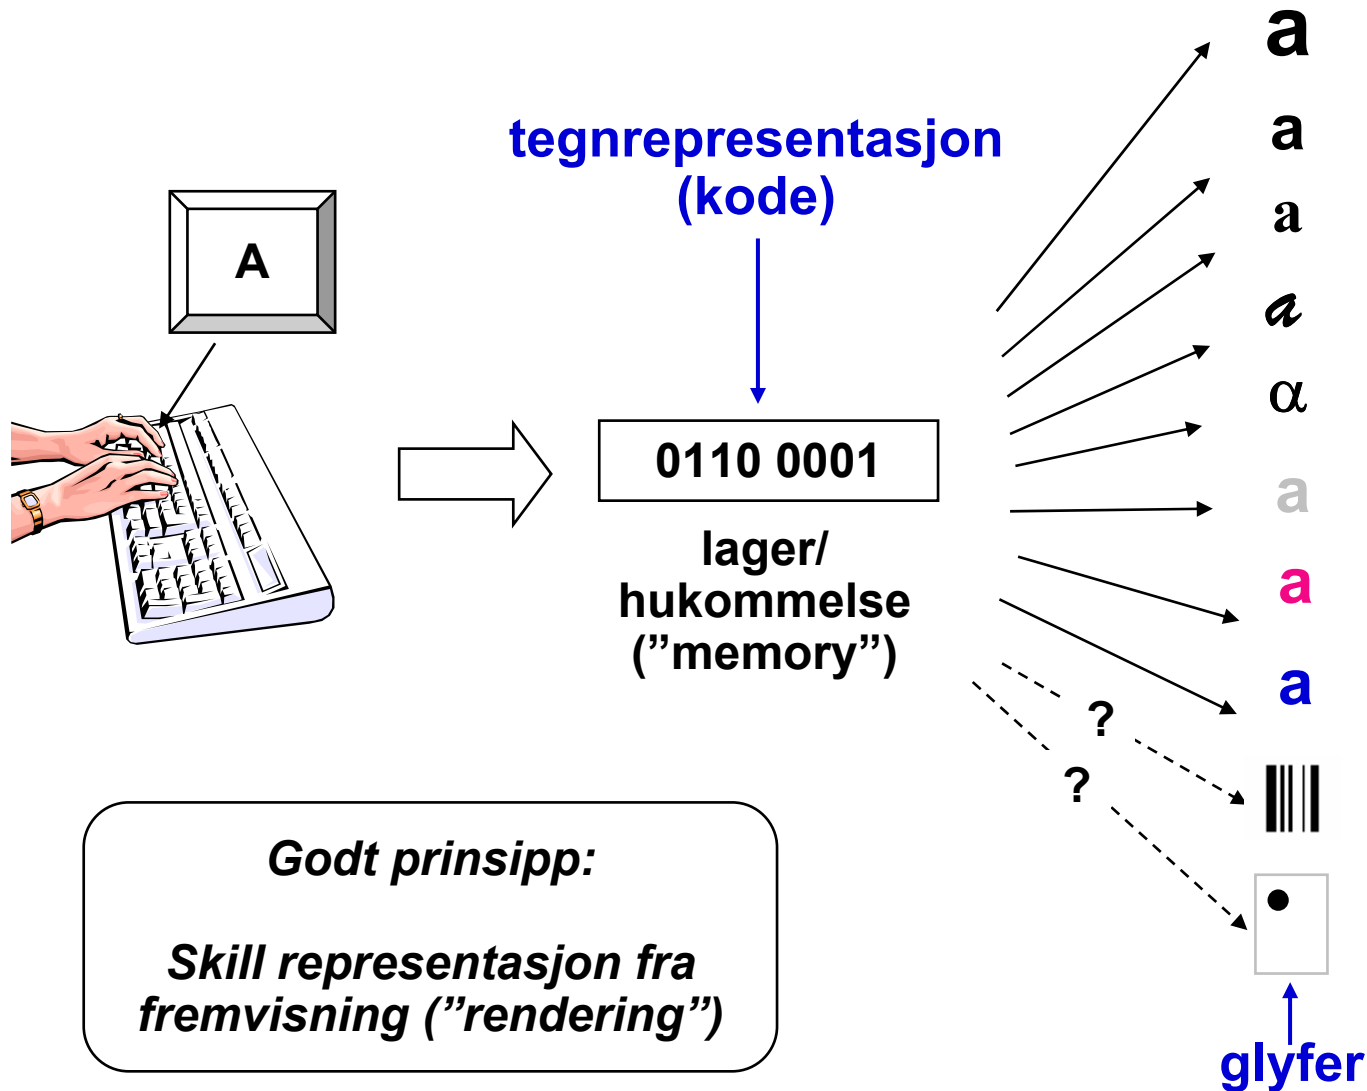 tegnrepresentasjon
(kode)
A
0110 0001
lager/
hukommelse
(”memory”)
a
a
a
a
α
a
a
a
?
?
Godt prinsipp:
Skill representasjon fra
fremvisning (”rendering”)
glyfer